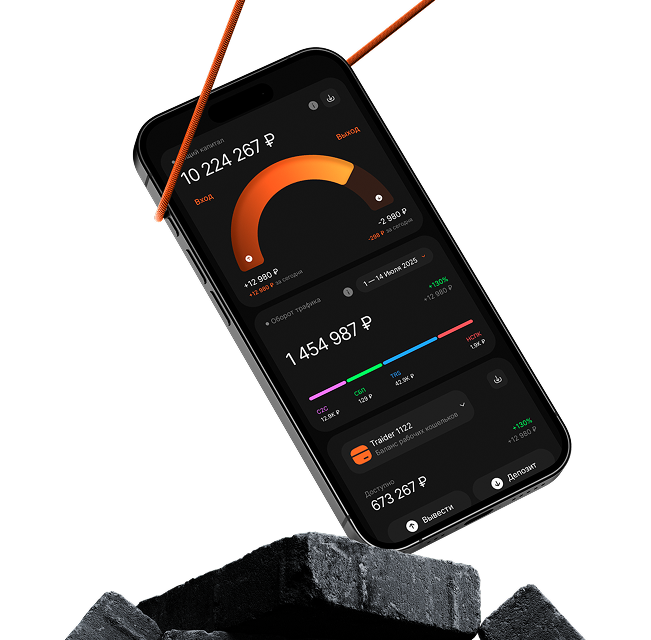 Общий капитал
10 224 267 ₽
Вход
Выход
+12 980 ₽
+12 980 ₽ за сегодня
-2 980 ₽
-298 ₽ за сегодня
Оборот трафика
1 — 14 Июля 2025
1 454 987 ₽
+130%
+12 980 ₽
C2C
12.9K ₽
СБП
129 ₽
TRS
42.9K ₽
НСПК
1.9K ₽
Traider 1122
Баланс рабочих кошельков
Доступно
673 267 ₽
+130%
+12 980 ₽
Вывести
Депозит